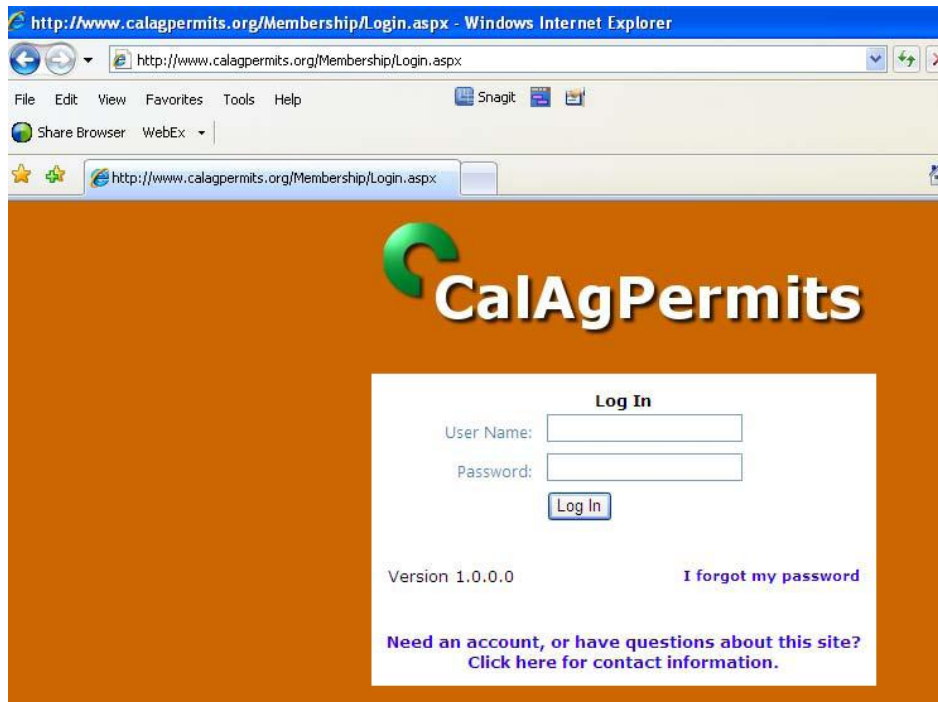 http://www.calagpermits.org/Membership/Login.aspx - Windows Internet Explorer
http://www.calagpermits.org/Membership/Login.aspx
File Edit View Favorites Tools Help Snagit
Share Browser WebEx
http://www.calagpermits.org/Membership/Login.aspx
CalAgPermits
Log In
User Name:
Password:
Log In
Version 1.0.0.0 I forgot my password
Need an account, or have questions about this site?
Click here for contact information.